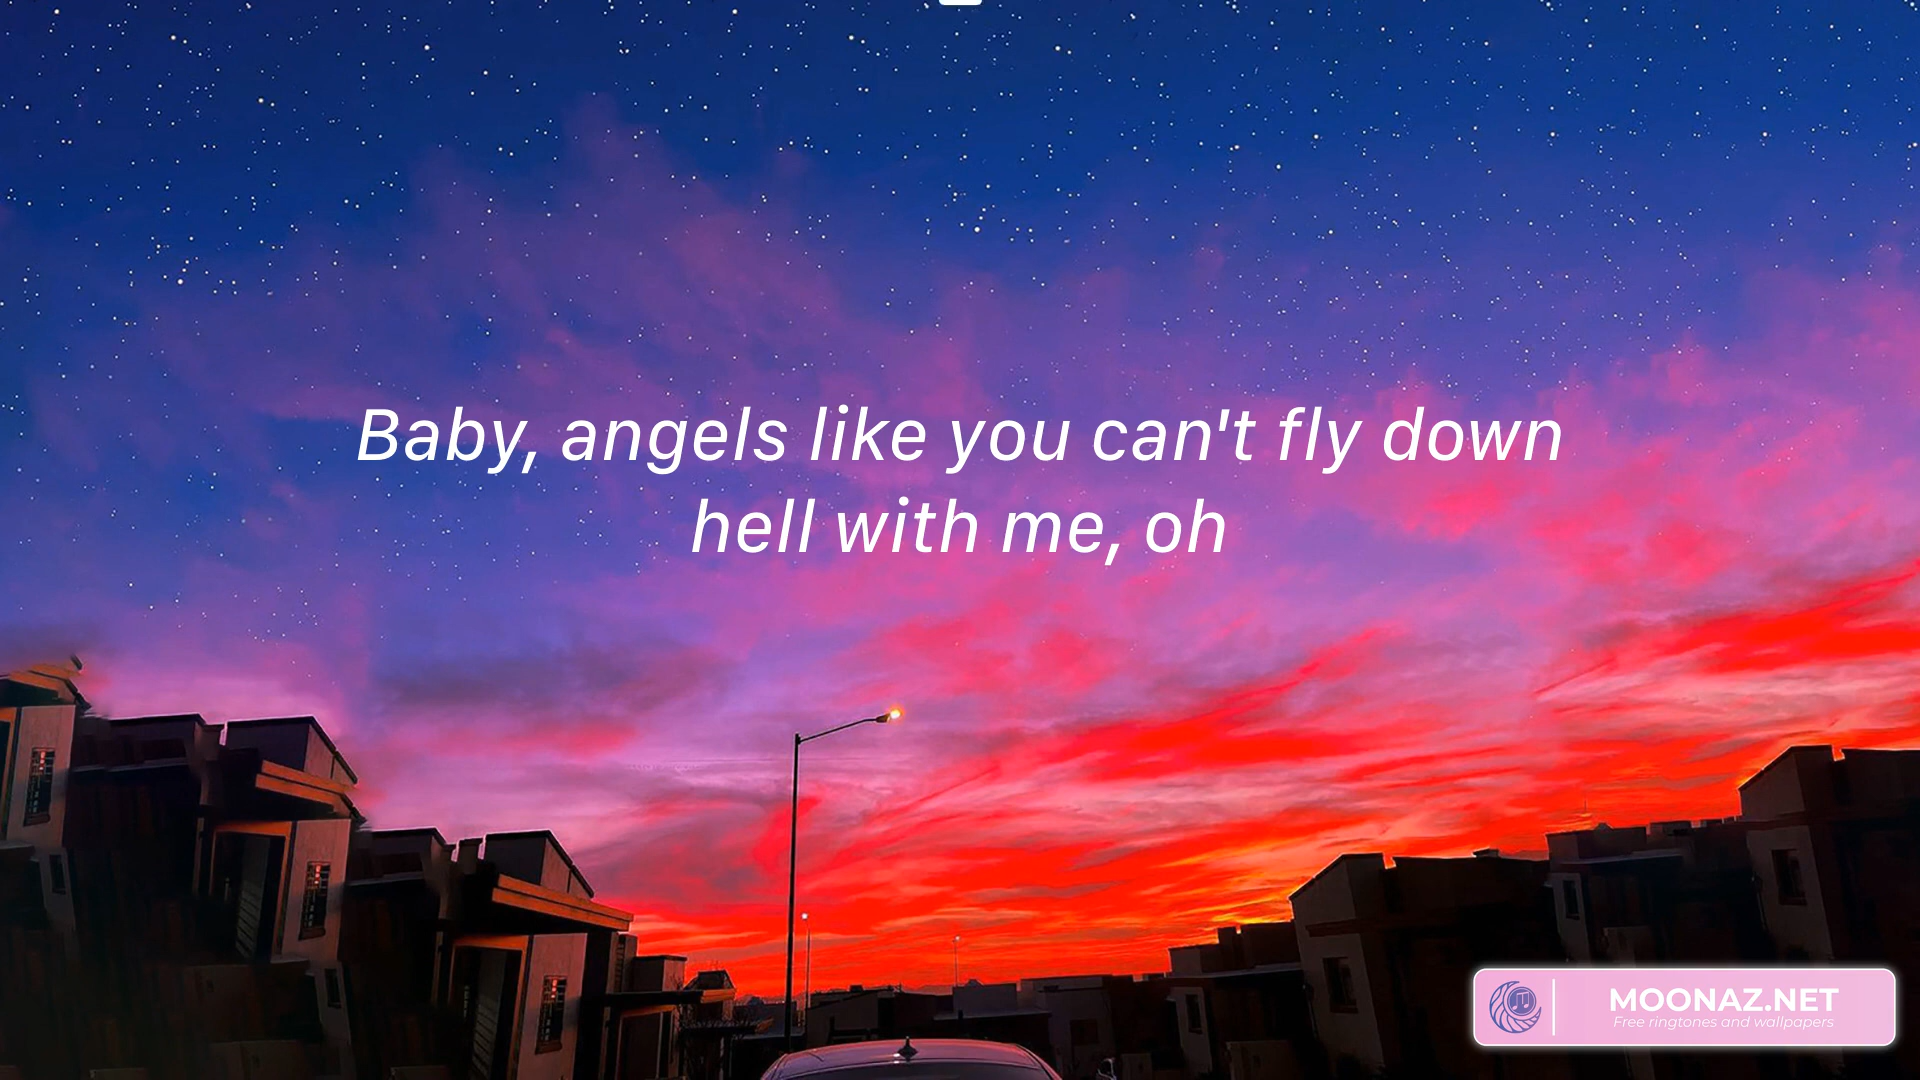 Baby, angels like you can't fly down
hell with me, oh
MOONAZ.NET
Free ringtones and wallpapers